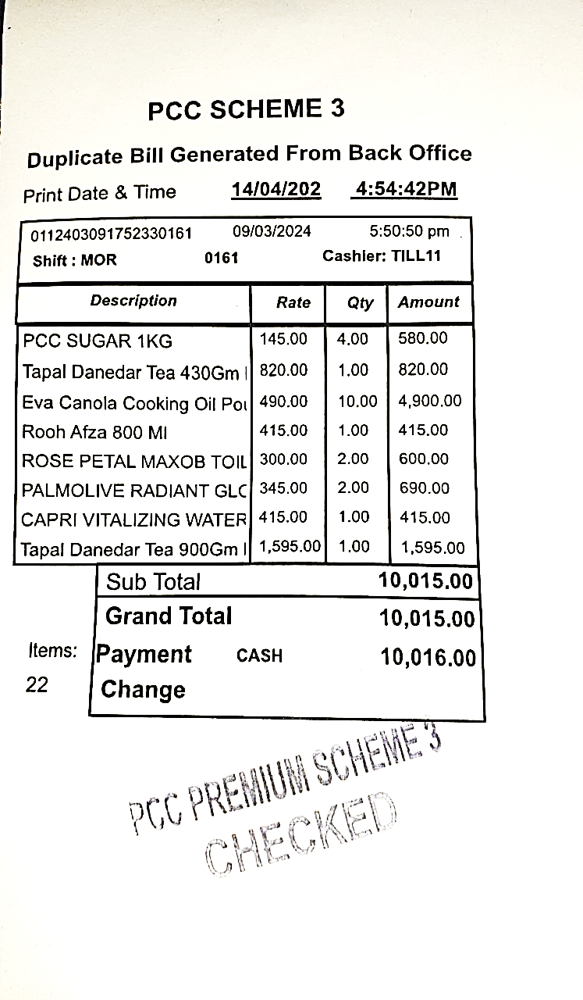 PCC SCHEME 3
Duplicate Bill Generated From Back Office
Print Date & Time 14/04/202 4:54:42PM
0112403091752330161 09/03/2024 5:50:50 pm
Shift : MOR 0161 Cashier: TILL11
Description Rate Qty Amount
PCC SUGAR 1KG 145.00 4.00 580.00
Tapal Danedar Tea 430Gm 820.00 1.00 820.00
Eva Canola Cooking Oil Pou 490.00 10.00 4,900.00
Rooh Afza 800 Ml 415.00 1.00 415.00
ROSE PETAL MAXOB TOIL 300.00 2.00 600.00
PALMOLIVE RADIANT GLO 345.00 2.00 690.00
CAPRI VITALIZING WATER 415.00 1.00 415.00
Tapal Danedar Tea 900Gm 1,595.00 1.00 1,595.00
Sub Total 10,015.00
Grand Total 10,015.00
Items: Payment CASH 10,016.00
22 Change
PCC PREMIUM SCHEME 3
CHECKED